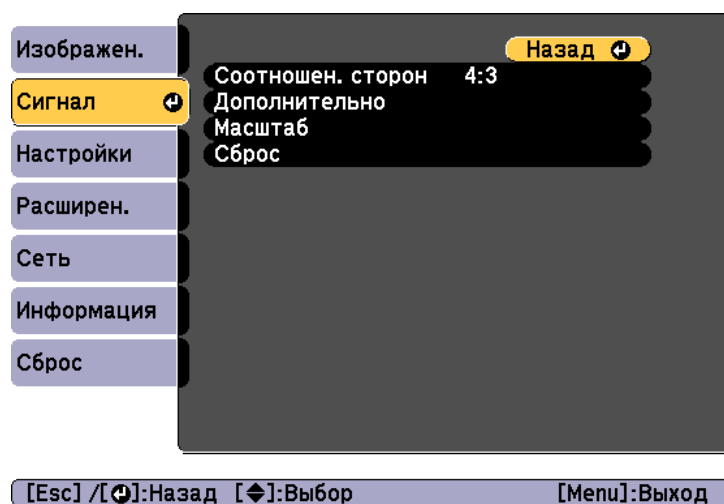 Изображен.
Сигнал
Настройки
Расширен.
Сеть
Информация
Сброс
Назад
Соотношен. сторон 4:3
Дополнительно
Масштаб
Сброс
[Esc] /[ ]:Назад [ ]:Выбор [Menu]:Выход